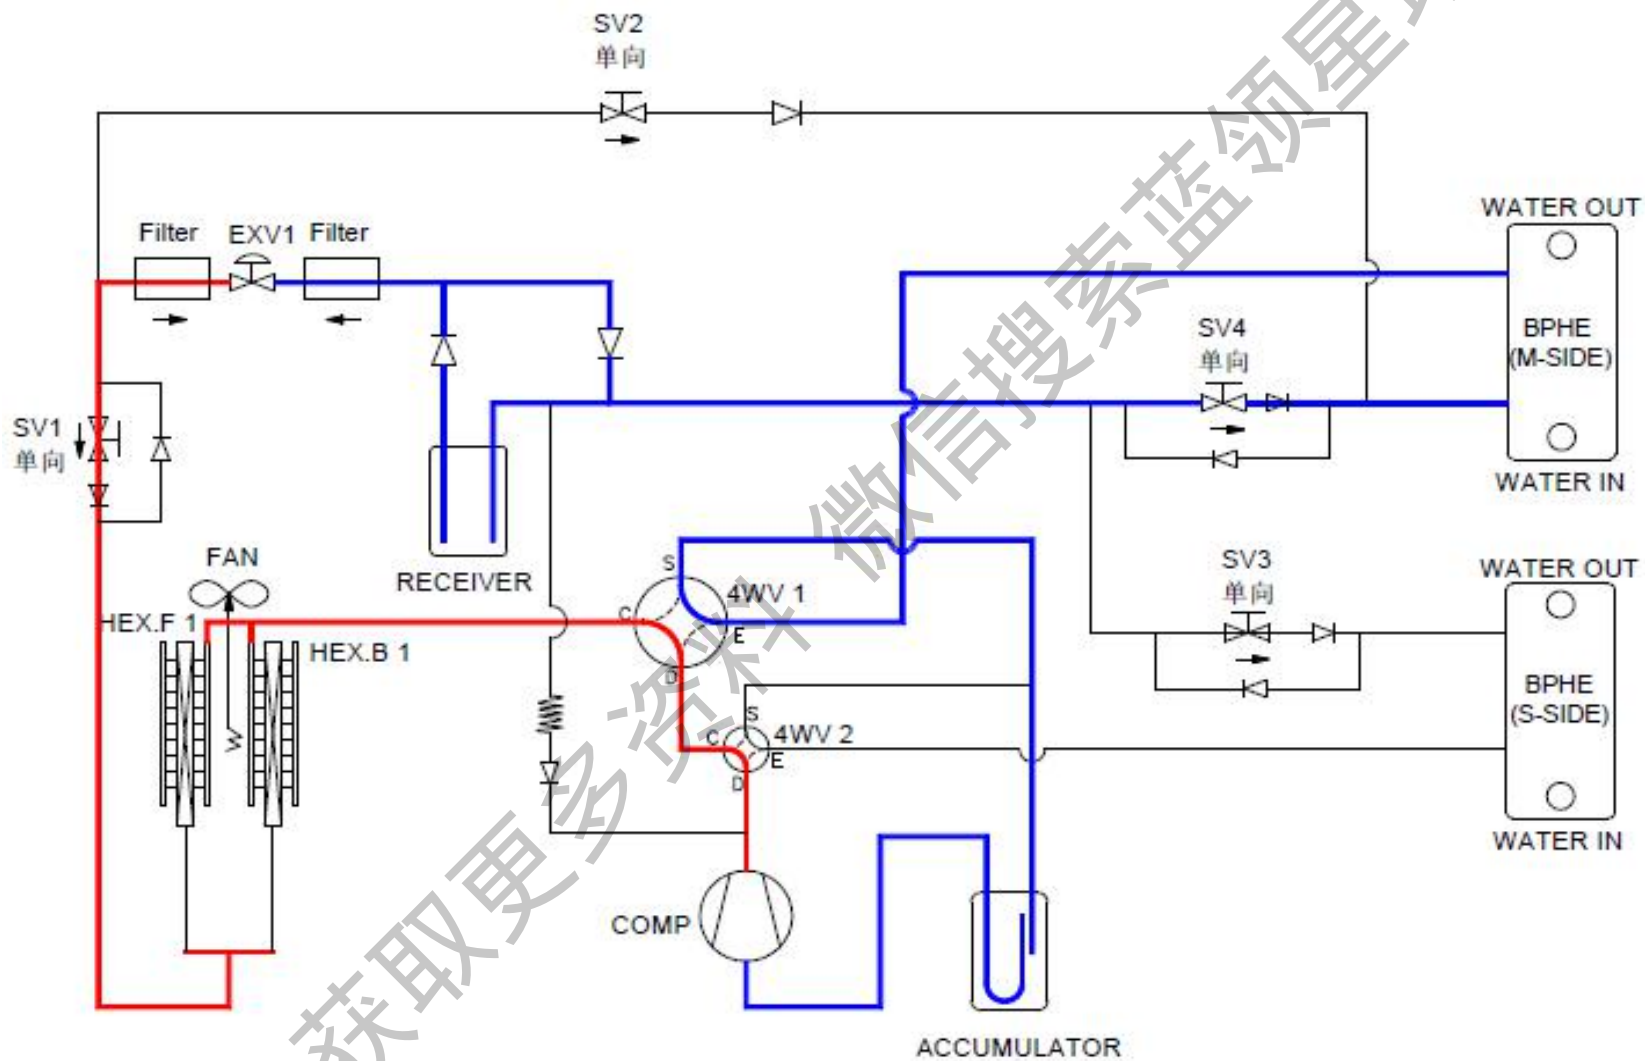 SV2
单向
WATER OUT
Filter
EXV1
Filter
BPHE
(M-SIDE)
SV4
单向
SV1
单向
WATER IN
FAN
RECEIVER
SV3
单向
WATER OUT
HEX.F 1
HEX.B 1
S
4WV 1
C
E
D
BPHE
(S-SIDE)
S
C
4WV 2
E
D
WATER IN
COMP
ACCUMULATOR
获取更多资料 微信搜索蓝领星球